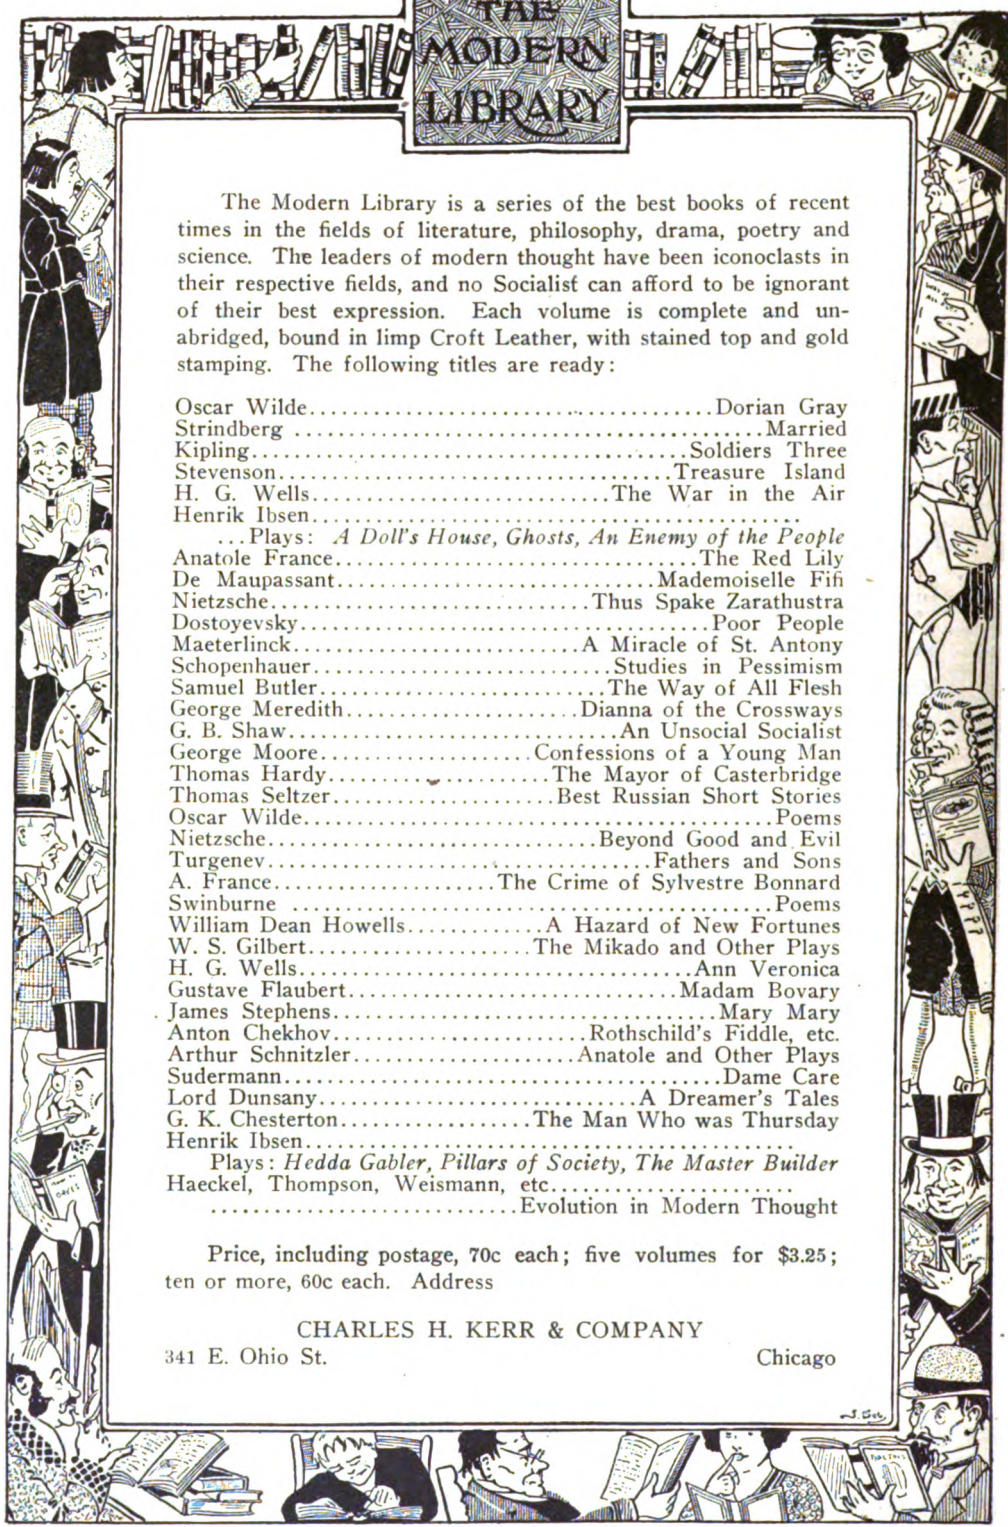 THE
MODERN
LIBRARY
The Modern Library is a series of the best books of recent
times in the fields of literature, philosophy, drama, poetry and
science. The leaders of modern thought have been iconoclasts in
their respective fields, and no Socialist can afford to be ignorant
of their best expression. Each volume is complete and un-
abridged, bound in limp Croft Leather, with stained top and gold
stamping. The following titles are ready:
Oscar Wilde..........................................Dorian Gray
Strindberg ............................................Married
Kipling........................................Soldiers Three
Stevenson.....................................Treasure Island
H. G. Wells............................The War in the Air
Henrik Ibsen..............................................
...Plays: A Doll's House, Ghosts, An Enemy of the People
Anatole France..................................The Red Lily
De Maupassant..............................Mademoiselle Fifi
Nietzsche..............................Thus Spake Zarathustra
Dostoyevsky......................................Poor People
Maeterlinck...........................A Miracle of St. Antony
Schopenhauer............................Studies in Pessimism
Samuel Butler...........................The Way of All Flesh
George Meredith......................Dianna of the Crossways
G. B. Shaw...............................An Unsocial Socialist
George Moore....................Confessions of a Young Man
Thomas Hardy.....................The Mayor of Casterbridge
Thomas Seltzer.....................Best Russian Short Stories
Oscar Wilde............................................Poems
Nietzsche...............................Beyond Good and Evil
Turgenev....................................Fathers and Sons
A. France.....................The Crime of Sylvestre Bonnard
Swinburne .............................................Poems
William Dean Howells.............A Hazard of New Fortunes
W. S. Gilbert.....................The Mikado and Other Plays
H. G. Wells.....................................Ann Veronica
Gustave Flaubert...............................Madam Bovary
James Stephens....................................Mary Mary
Anton Chekhov........................Rothschild's Fiddle, etc.
Arthur Schnitzler.....................Anatole and Other Plays
Sudermann.........................................Dame Care
Lord Dunsany..............................A Dreamer's Tales
G. K. Chesterton..................The Man Who was Thursday
Henrik Ibsen..............................................
Plays: Hedda Gabler, Pillars of Society, The Master Builder
Haeckel, Thompson, Weismann, etc.......................
.............................Evolution in Modern Thought
Price, including postage, 70c each; five volumes for $3.25;
ten or more, 60c each. Address
CHARLES H. KERR & COMPANY
341 E. Ohio St. Chicago